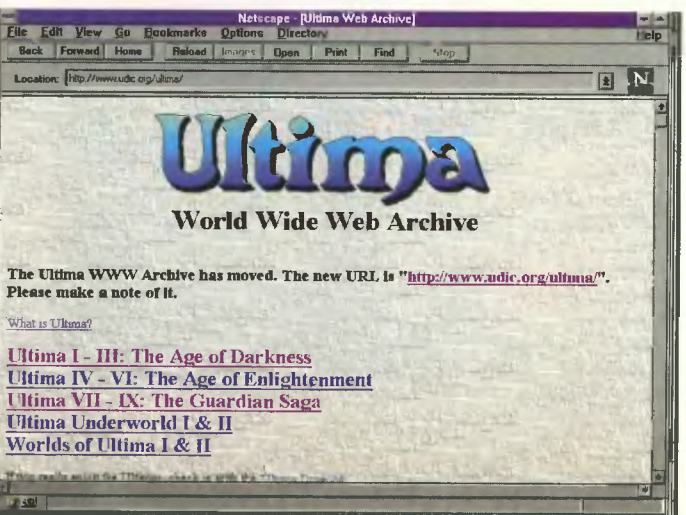 Netscape - [Ultima Web Archive]
File Edit View Go Bookmarks Options Directory Help
Back Forward Home Reload Images Open Print Find Stop
Location: http://www.udic.org/ultima/ N
Ultima
World Wide Web Archive
The Ultima WWW Archive has moved. The new URL is "http://www.udic.org/ultima/".
Please make a note of it.
What is Ultima?
Ultima I - III: The Age of Darkness
Ultima IV - VI: The Age of Enlightenment
Ultima VII - IX: The Guardian Saga
Ultima Underworld I & II
Worlds of Ultima I & II